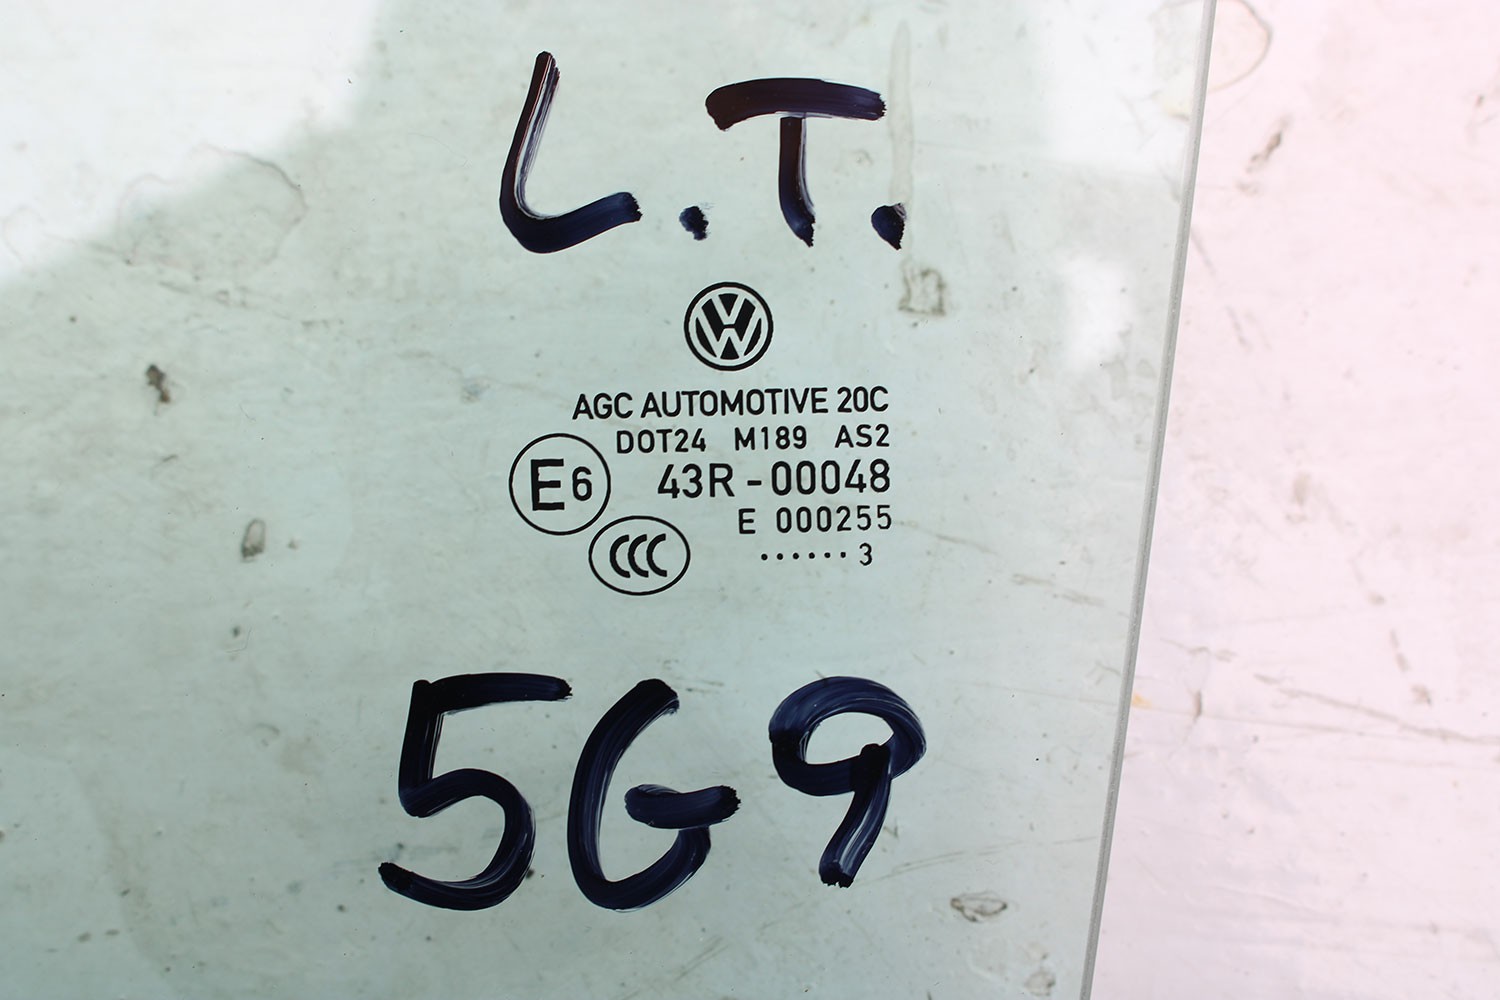 L.T.
AGC AUTOMOTIVE 20C
DOT24 M189 AS2
E6 43R-00048
E 000255
CCC ······3
5G9